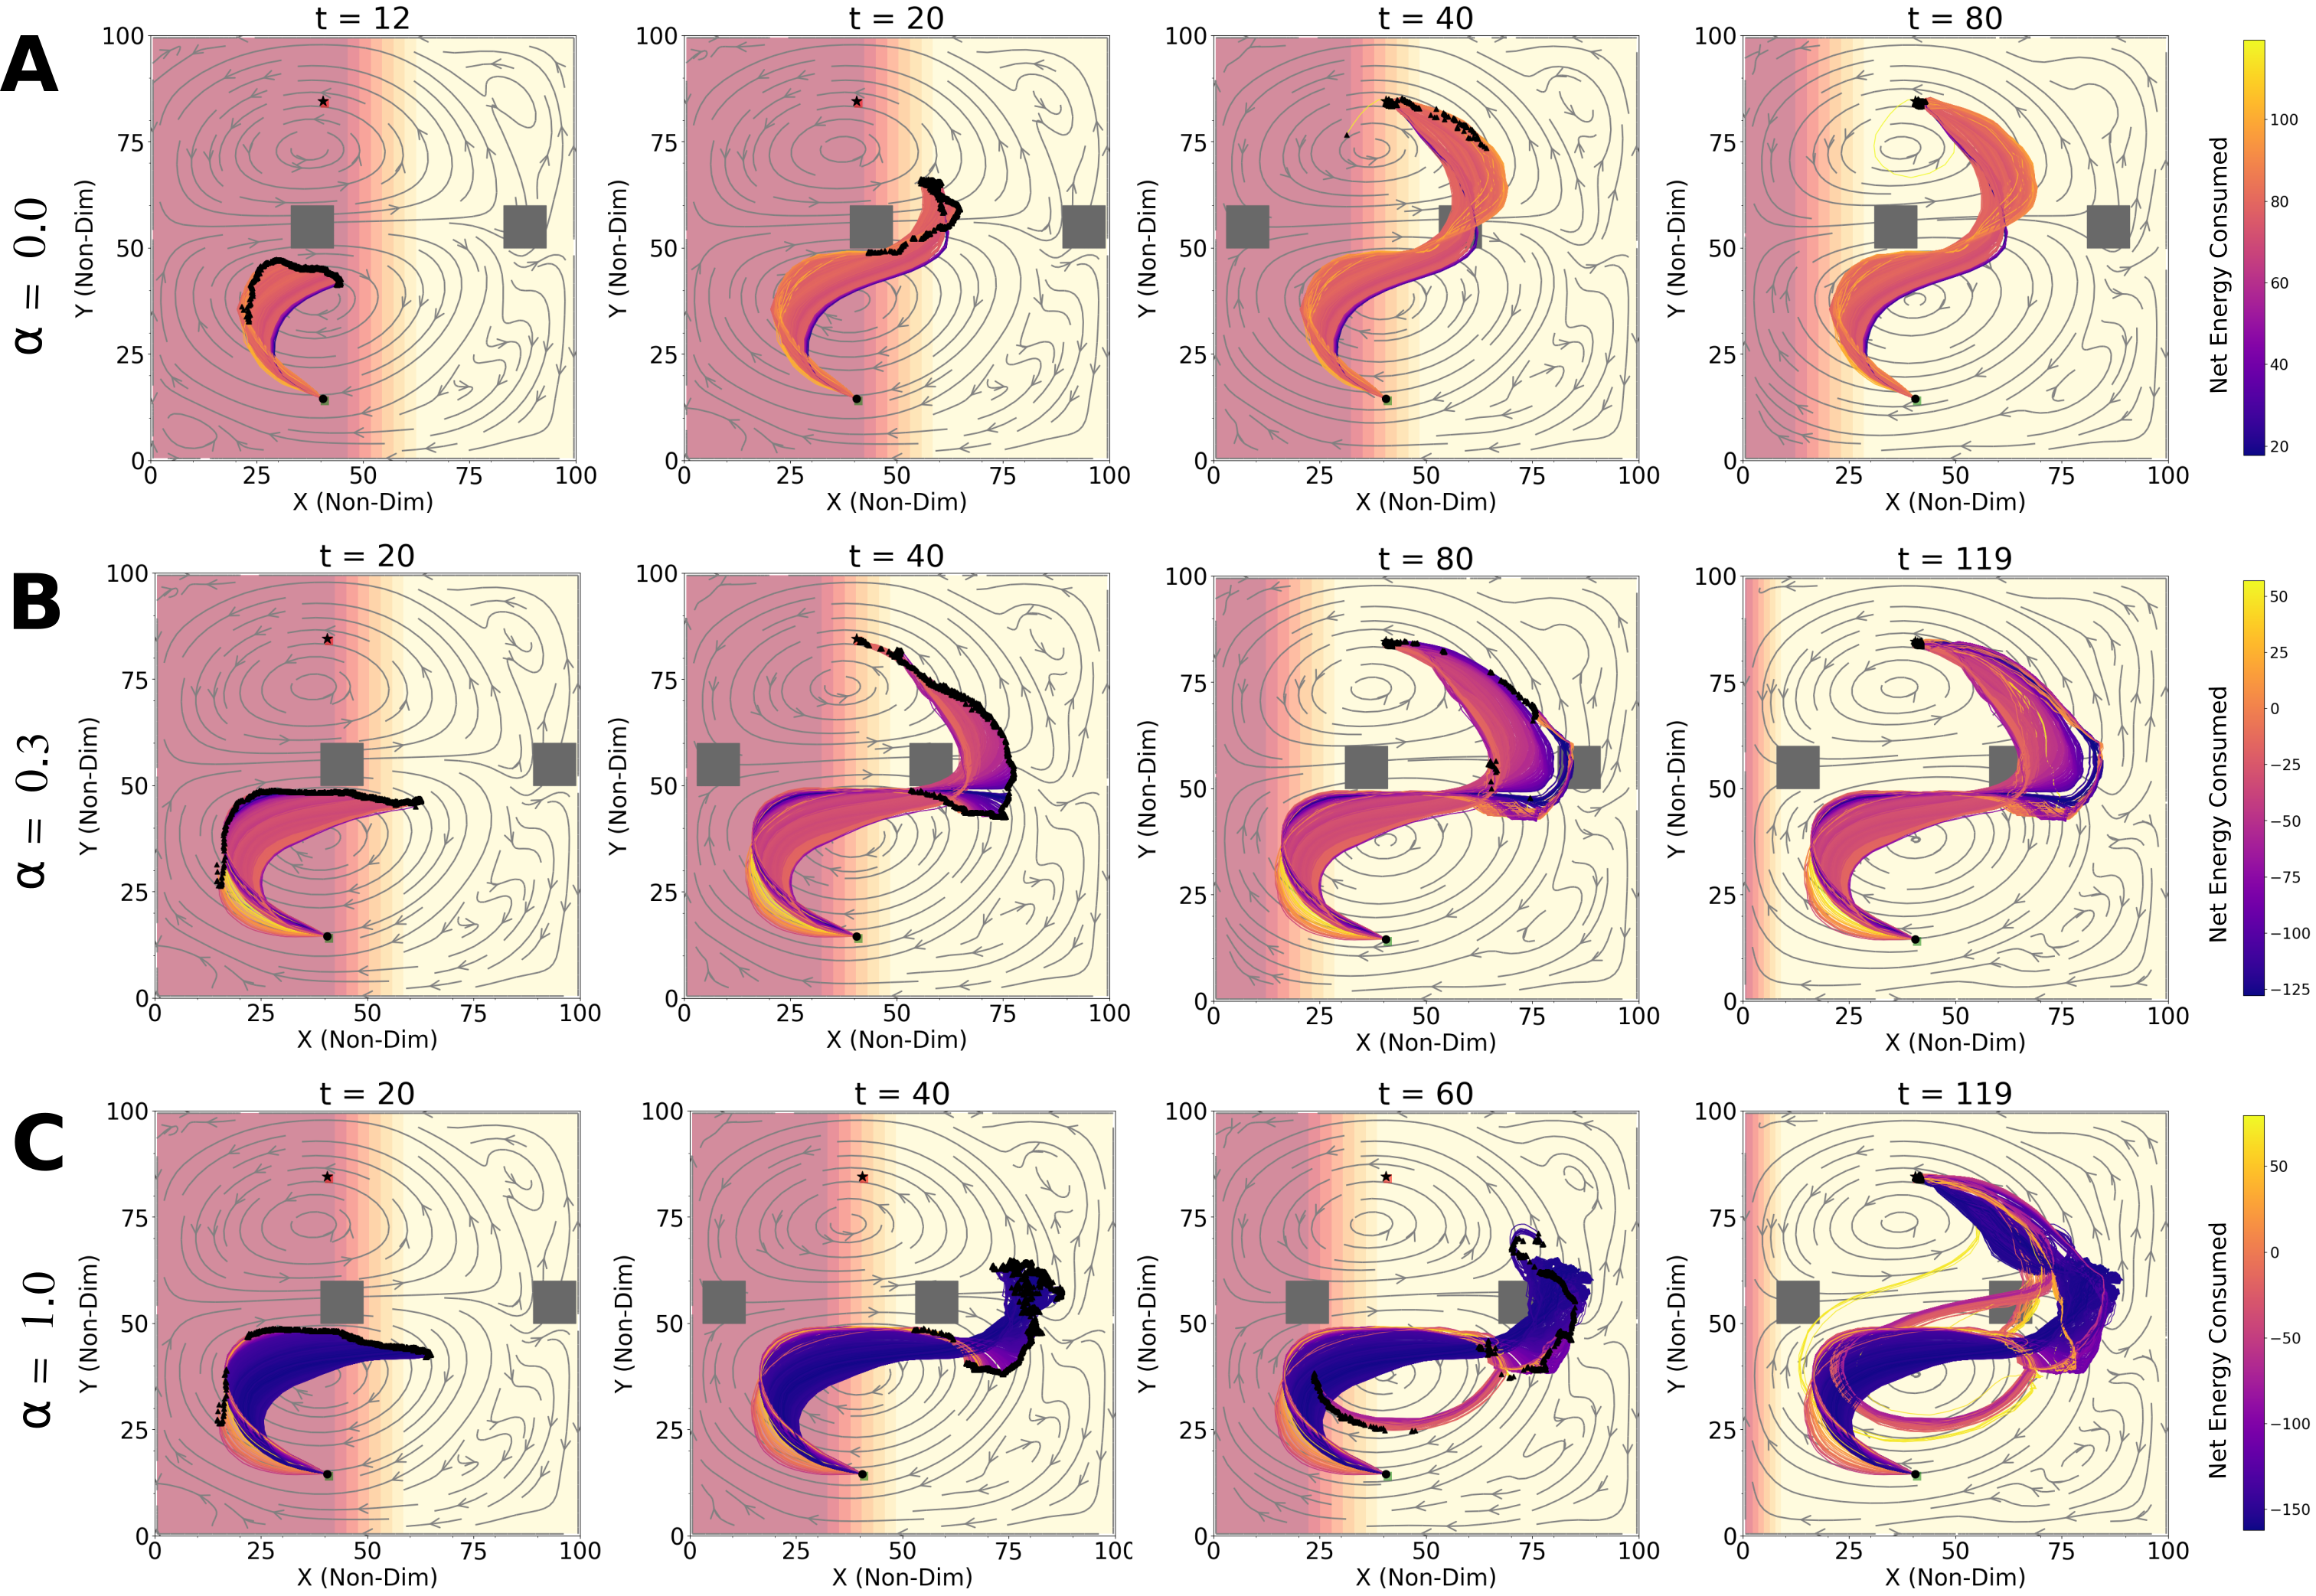 A
α = 0.0
t = 12
t = 20
t = 40
t = 80
100
75
50
25
0
Y (Non-Dim)
0 25 50 75 100
X (Non-Dim)
100
75
50
25
0
Y (Non-Dim)
0 25 50 75 100
X (Non-Dim)
100
75
50
25
0
Y (Non-Dim)
0 25 50 75 100
X (Non-Dim)
100
75
50
25
0
Y (Non-Dim)
0 25 50 75 100
X (Non-Dim)
Net Energy Consumed
100
80
60
40
20
B
α = 0.3
t = 20
t = 40
t = 80
t = 119
100
75
50
25
0
Y (Non-Dim)
0 25 50 75 100
X (Non-Dim)
100
75
50
25
0
Y (Non-Dim)
0 25 50 75 100
X (Non-Dim)
100
75
50
25
0
Y (Non-Dim)
0 25 50 75 100
X (Non-Dim)
100
75
50
25
0
Y (Non-Dim)
0 25 50 75 100
X (Non-Dim)
Net Energy Consumed
50
25
0
−25
−50
−75
−100
−125
C
α = 1.0
t = 20
t = 40
t = 60
t = 119
100
75
50
25
0
Y (Non-Dim)
0 25 50 75 100
X (Non-Dim)
100
75
50
25
0
Y (Non-Dim)
0 25 50 75 100
X (Non-Dim)
100
75
50
25
0
Y (Non-Dim)
0 25 50 75 100
X (Non-Dim)
100
75
50
25
0
Y (Non-Dim)
0 25 50 75 100
X (Non-Dim)
Net Energy Consumed
50
0
−50
−100
−150